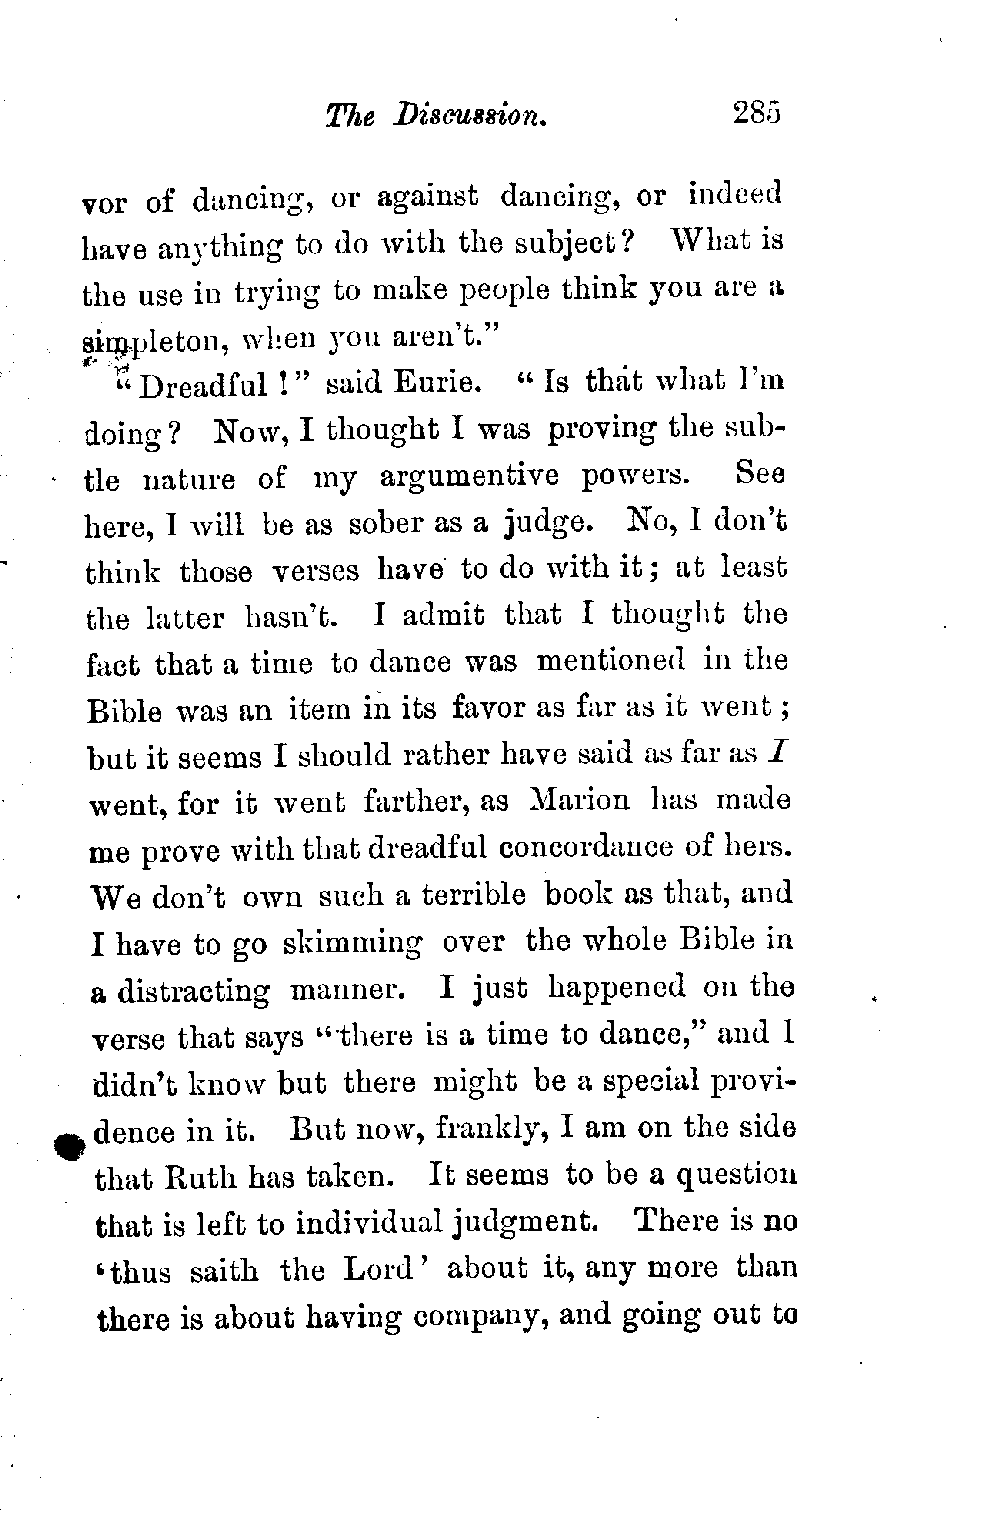 The Discussion. 285
vor of dancing, or against dancing, or indeed
have anything to do with the subject? What is
the use in trying to make people think you are a
simpleton, when you aren't."
"Dreadful!" said Eurie. "Is that what I'm
doing? Now, I thought I was proving the sub-
tle nature of my argumentive powers. See
here, I will be as sober as a judge. No, I don't
think those verses have to do with it; at least
the latter hasn't. I admit that I thought the
fact that a time to dance was mentioned in the
Bible was an item in its favor as far as it went;
but it seems I should rather have said as far as I
went, for it went farther, as Marion has made
me prove with that dreadful concordance of hers.
We don't own such a terrible book as that, and
I have to go skimming over the whole Bible in
a distracting manner. I just happened on the
verse that says "there is a time to dance," and I
didn't know but there might be a special provi-
dence in it. But now, frankly, I am on the side
that Ruth has taken. It seems to be a question
that is left to individual judgment. There is no
'thus saith the Lord' about it, any more than
there is about having company, and going out to